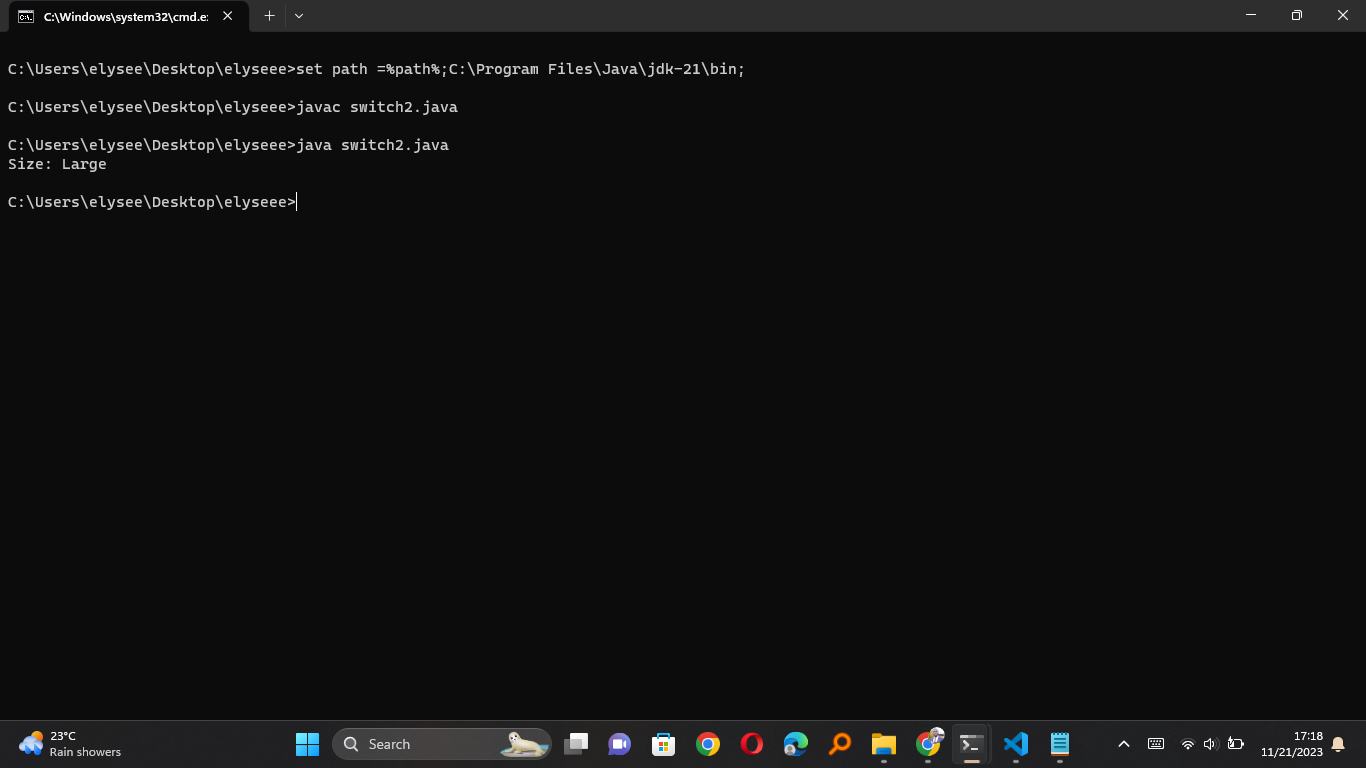 C:\Windows\system32\cmd.e:
C:\Users\elysee\Desktop\elyseee>set path =%path%;C:\Program Files\Java\jdk-21\bin;
C:\Users\elysee\Desktop\elyseee>javac switch2.java
C:\Users\elysee\Desktop\elyseee>java switch2.java
Size: Large
C:\Users\elysee\Desktop\elyseee>
23°C
Rain showers
Search
17:18
11/21/2023